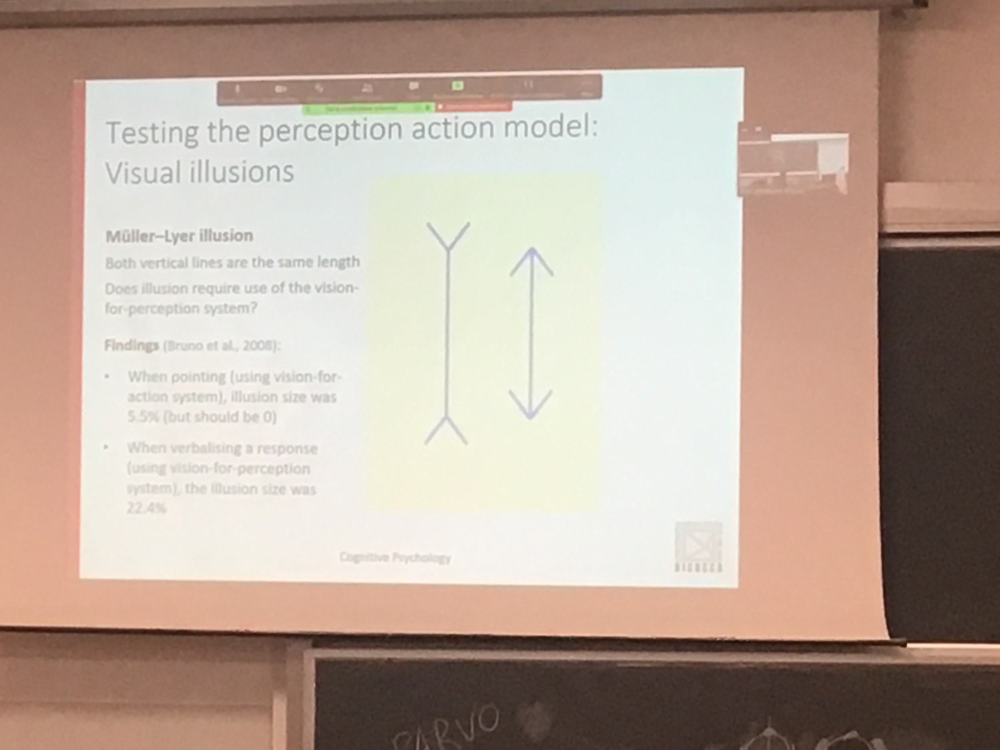 Testing the perception action model:
Visual illusions
Müller–Lyer illusion
Both vertical lines are the same length
Does illusion require use of the vision-
for-perception system?
Findings (Bruno et al., 2008):
• When pointing (using vision-for-
action system), illusion size was
5.5% (but should be 0)
• When verbalising a response
(using vision-for-perception
system), the illusion size was
22.4%
Cognitive Psychology
BICOCCA
PARVO